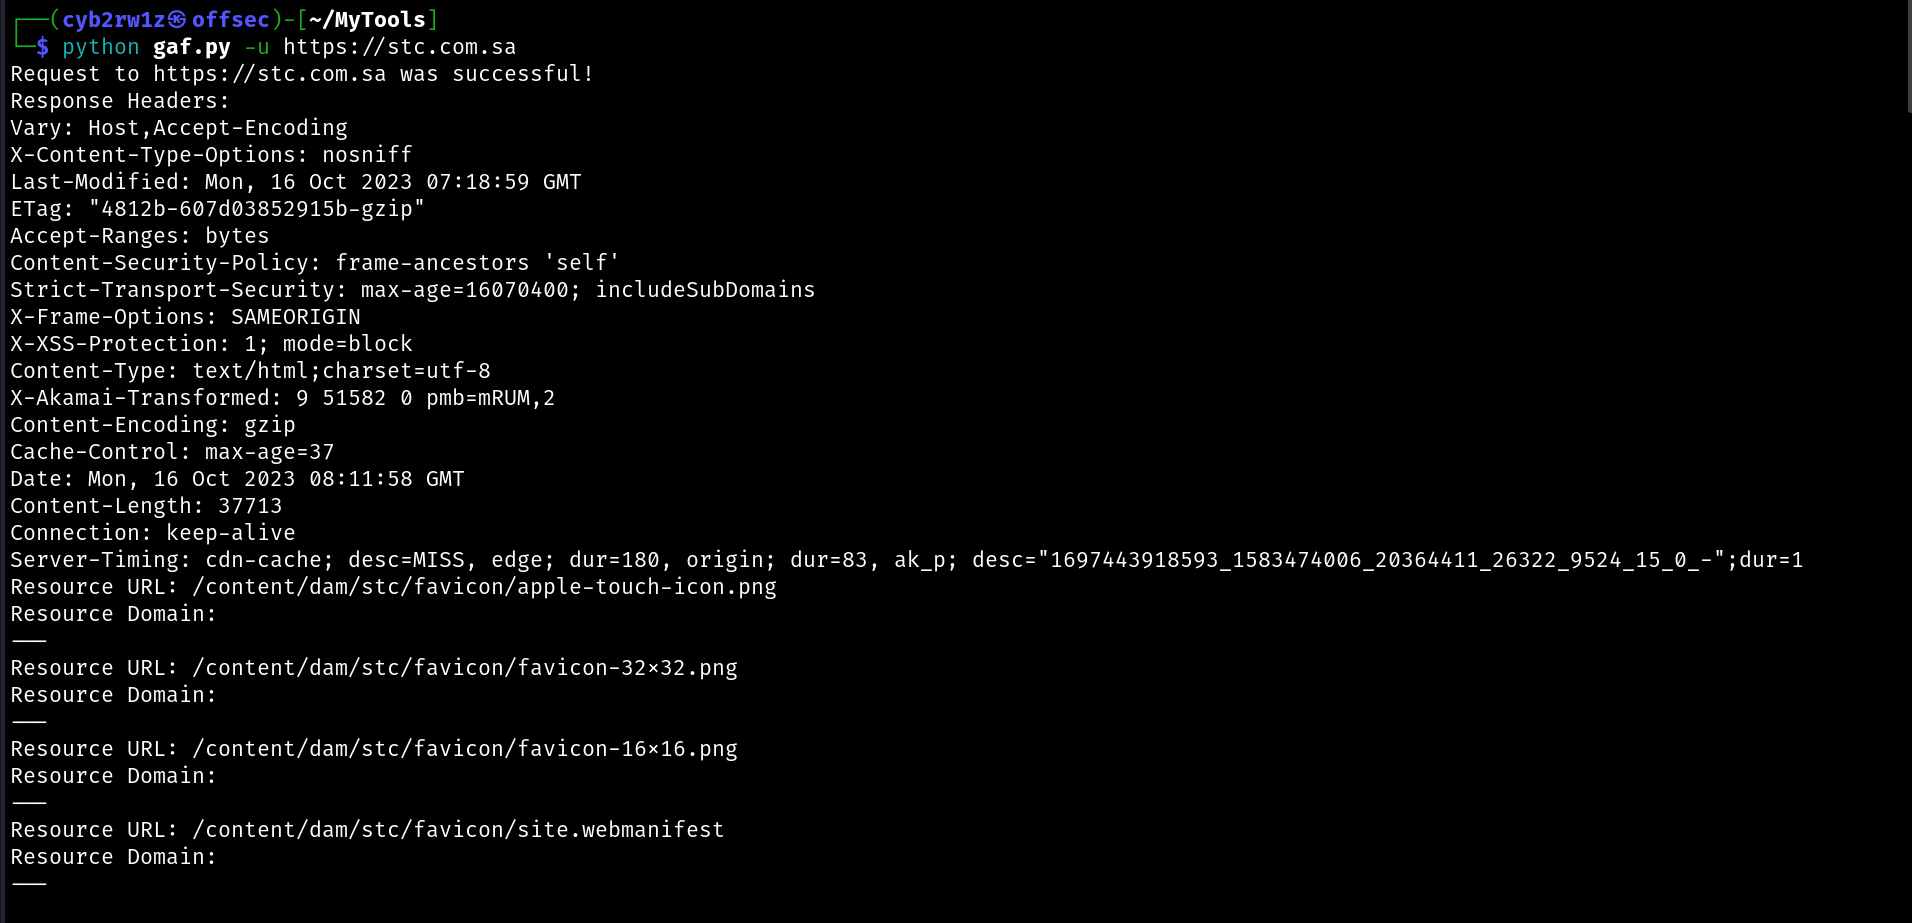 ┌──(cyb2rw1z㉿offsec)-[~/MyTools]
└─$ python gaf.py -u https://stc.com.sa
Request to https://stc.com.sa was successful!
Response Headers:
Vary: Host,Accept-Encoding
X-Content-Type-Options: nosniff
Last-Modified: Mon, 16 Oct 2023 07:18:59 GMT
ETag: "4812b-607d03852915b-gzip"
Accept-Ranges: bytes
Content-Security-Policy: frame-ancestors 'self'
Strict-Transport-Security: max-age=16070400; includeSubDomains
X-Frame-Options: SAMEORIGIN
X-XSS-Protection: 1; mode=block
Content-Type: text/html;charset=utf-8
X-Akamai-Transformed: 9 51582 0 pmb=mRUM,2
Content-Encoding: gzip
Cache-Control: max-age=37
Date: Mon, 16 Oct 2023 08:11:58 GMT
Content-Length: 37713
Connection: keep-alive
Server-Timing: cdn-cache; desc=MISS, edge; dur=180, origin; dur=83, ak_p; desc="1697443918593_1583474006_20364411_26322_9524_15_0_-";dur=1
Resource URL: /content/dam/stc/favicon/apple-touch-icon.png
Resource Domain:
---
Resource URL: /content/dam/stc/favicon/favicon-32×32.png
Resource Domain:
---
Resource URL: /content/dam/stc/favicon/favicon-16×16.png
Resource Domain:
---
Resource URL: /content/dam/stc/favicon/site.webmanifest
Resource Domain:
---